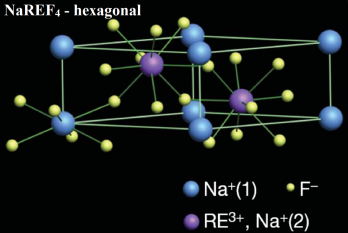 NaREF₄ - hexagonal
Na⁺(1) F⁻
RE³⁺, Na⁺(2)